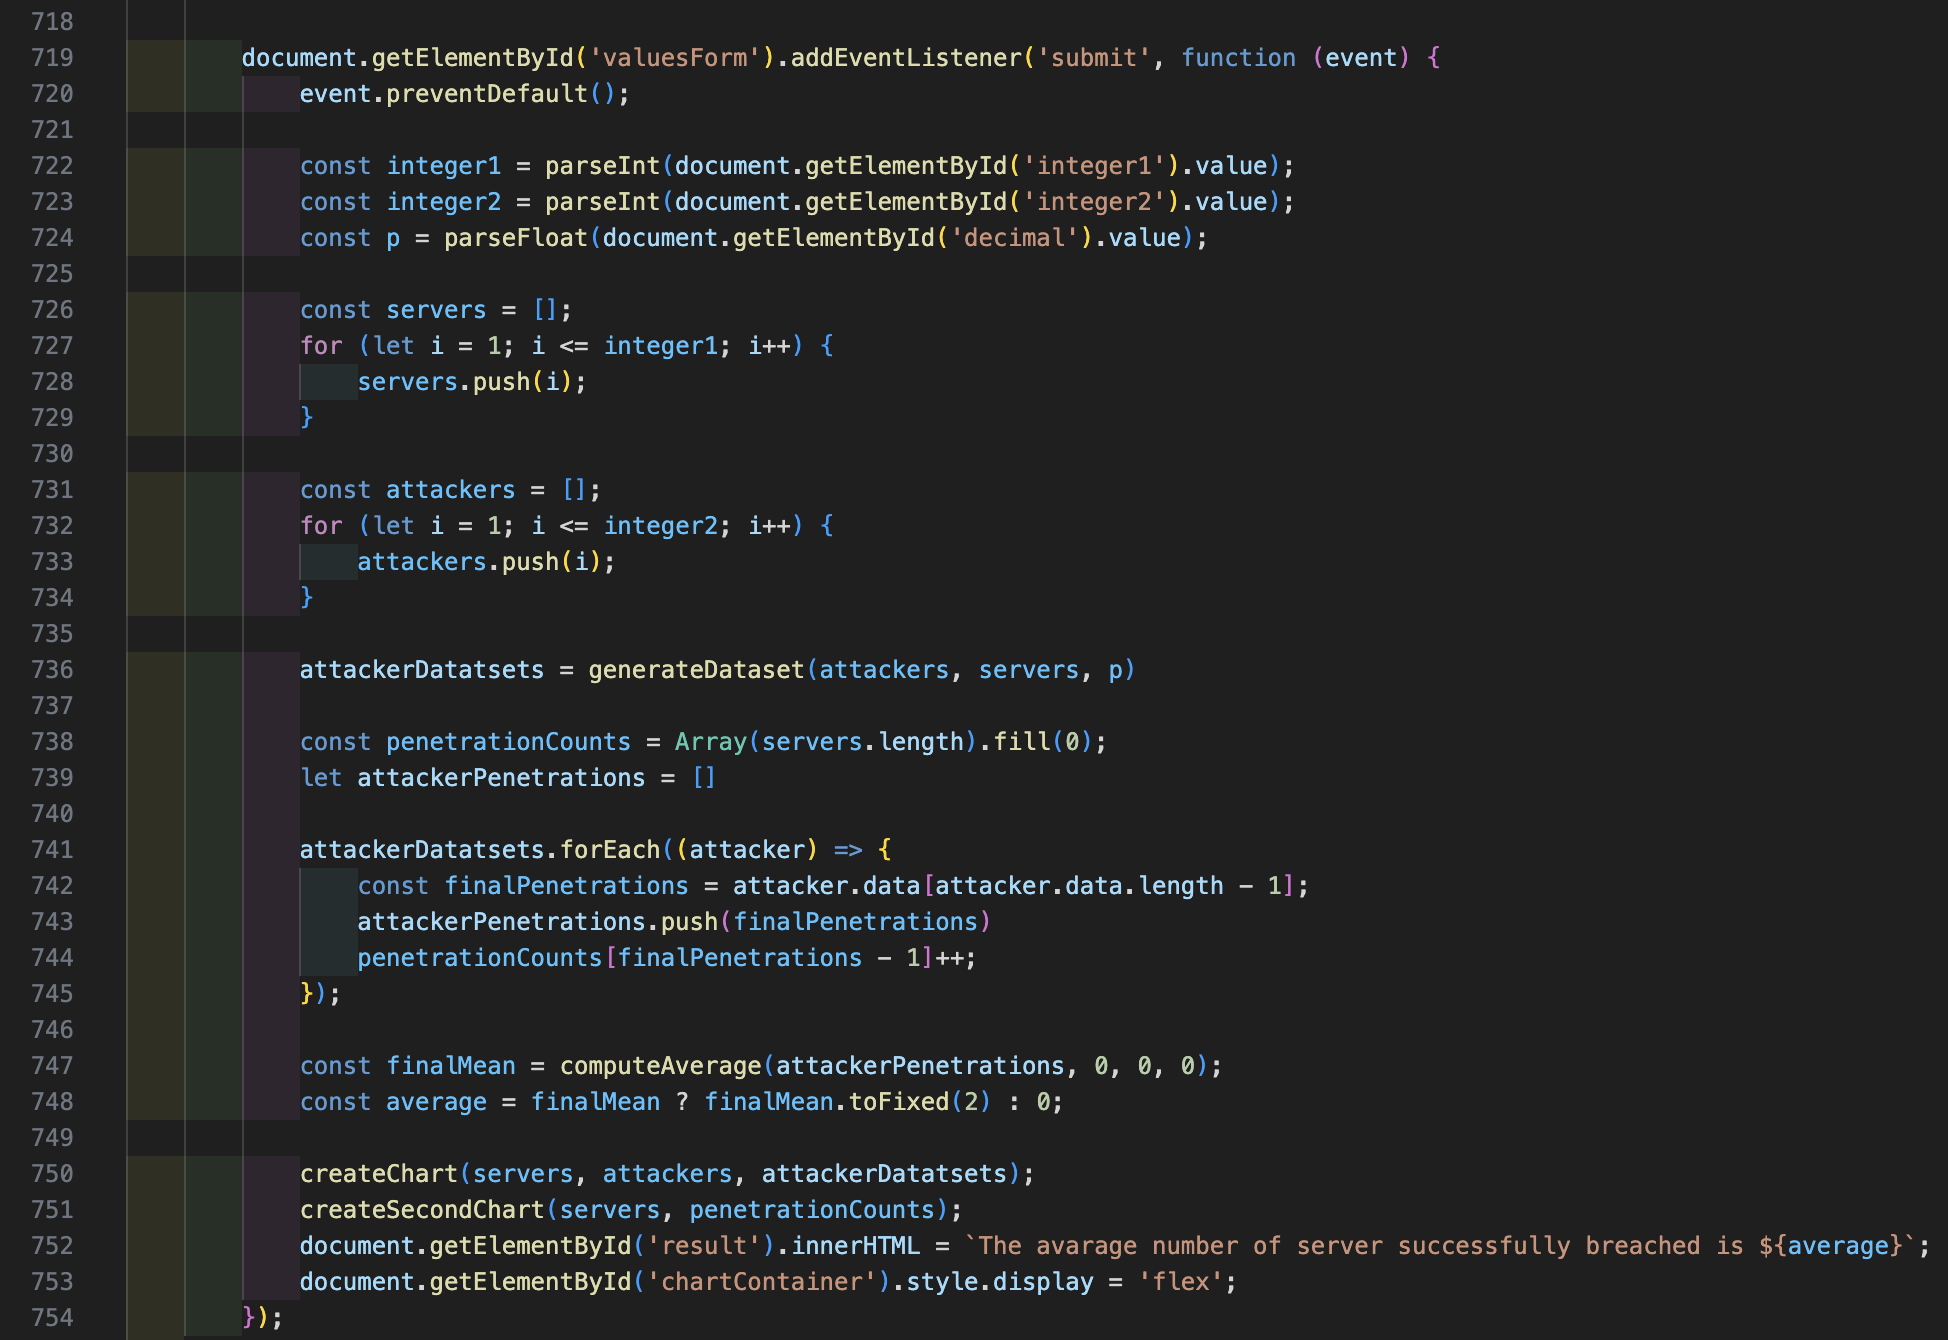 718
719 document.getElementById('valuesForm').addEventListener('submit', function (event) {
720 event.preventDefault();
721
722 const integer1 = parseInt(document.getElementById('integer1').value);
723 const integer2 = parseInt(document.getElementById('integer2').value);
724 const p = parseFloat(document.getElementById('decimal').value);
725
726 const servers = [];
727 for (let i = 1; i <= integer1; i++) {
728 servers.push(i);
729 }
730
731 const attackers = [];
732 for (let i = 1; i <= integer2; i++) {
733 attackers.push(i);
734 }
735
736 attackerDatatsets = generateDataset(attackers, servers, p)
737
738 const penetrationCounts = Array(servers.length).fill(0);
739 let attackerPenetrations = []
740
741 attackerDatatsets.forEach((attacker) => {
742 const finalPenetrations = attacker.data[attacker.data.length - 1];
743 attackerPenetrations.push(finalPenetrations)
744 penetrationCounts[finalPenetrations - 1]++;
745 });
746
747 const finalMean = computeAverage(attackerPenetrations, 0, 0, 0);
748 const average = finalMean ? finalMean.toFixed(2) : 0;
749
750 createChart(servers, attackers, attackerDatatsets);
751 createSecondChart(servers, penetrationCounts);
752 document.getElementById('result').innerHTML = `The avarage number of server successfully breached is ${average}`;
753 document.getElementById('chartContainer').style.display = 'flex';
754 });